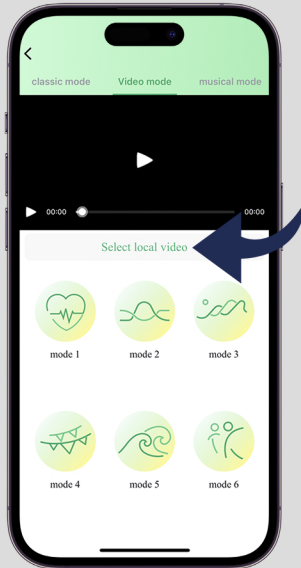 classic mode Video mode musical mode
00:00 00:00
Select local video
mode 1 mode 2 mode 3
mode 4 mode 5 mode 6